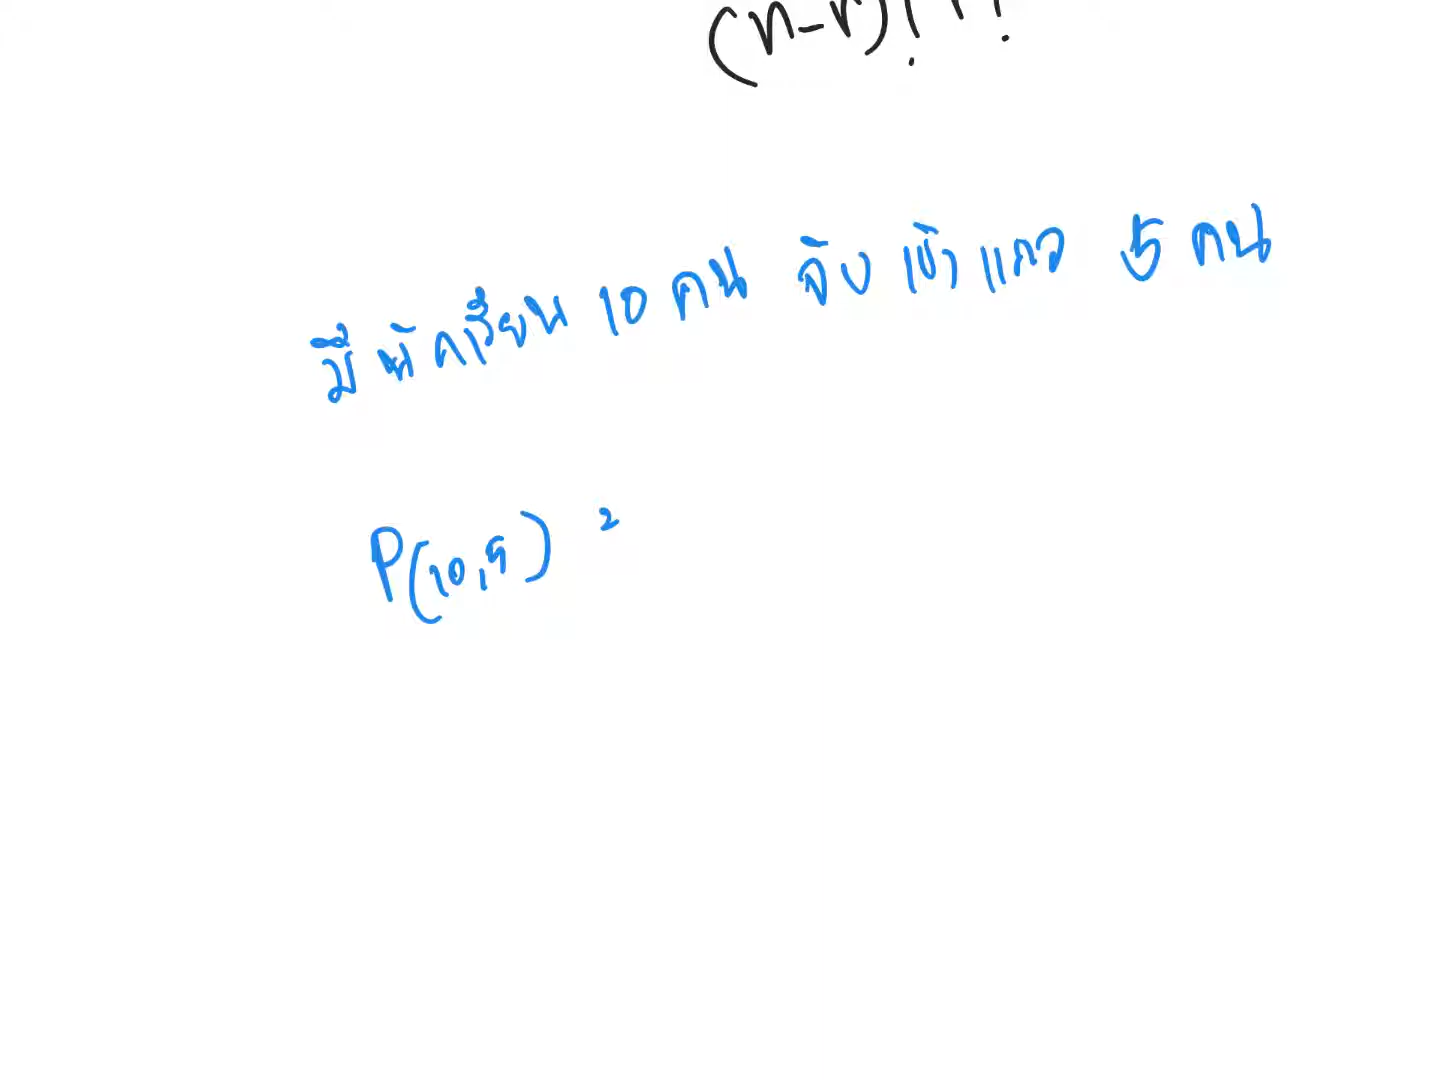 (n-r)! r!
มีนักเรียน 10 คน จับเข้าแถว 5 คน
P(10,5) =